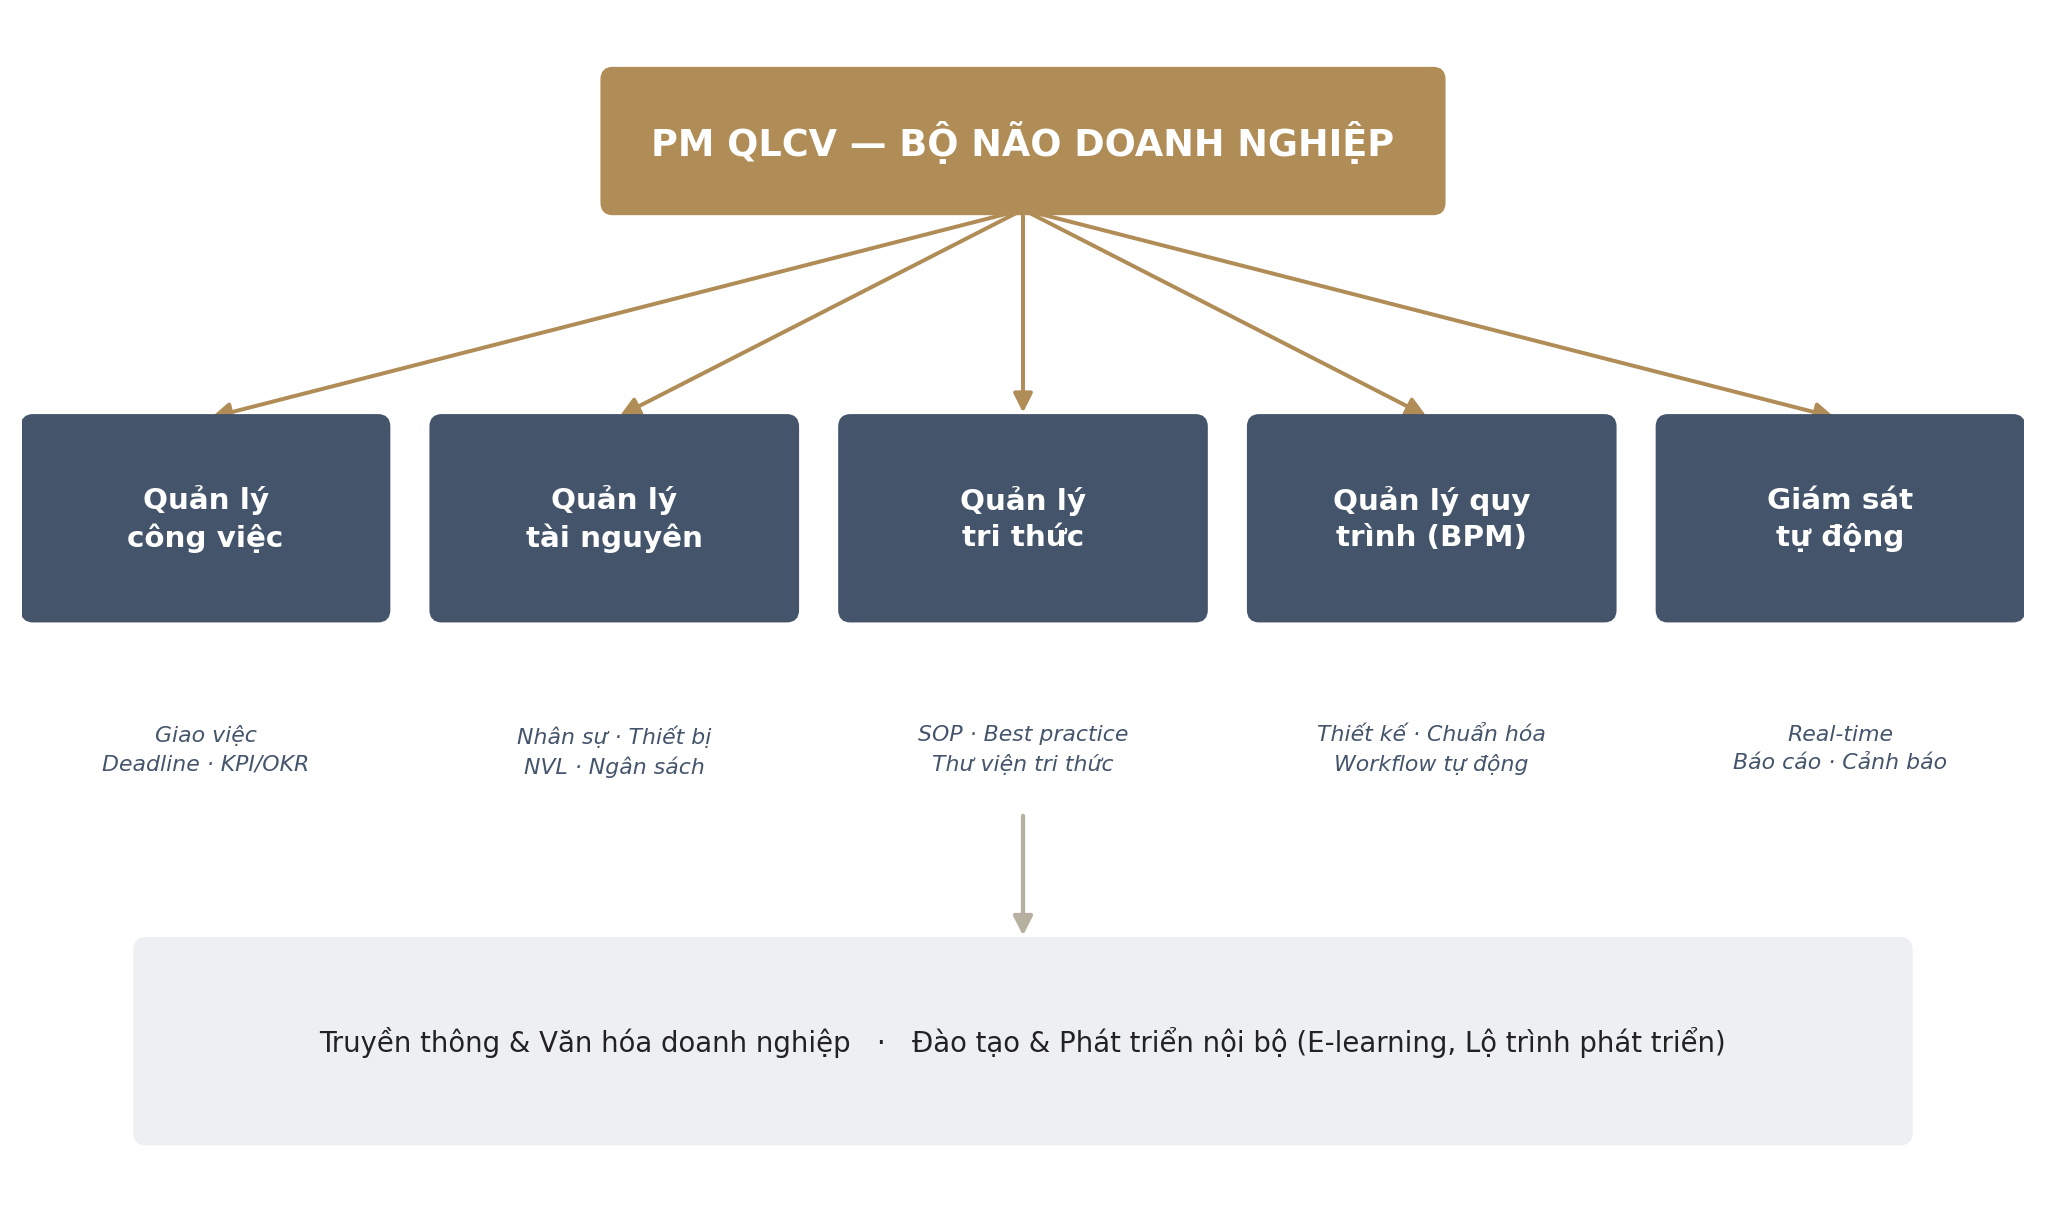 PM QLCV — BỘ NÃO DOANH NGHIỆP
Quản lý
công việc
Quản lý
tài nguyên
Quản lý
tri thức
Quản lý quy
trình (BPM)
Giám sát
tự động
Giao việc
Deadline · KPI/OKR
Nhân sự · Thiết bị
NVL · Ngân sách
SOP · Best practice
Thư viện tri thức
Thiết kế · Chuẩn hóa
Workflow tự động
Real-time
Báo cáo · Cảnh báo
Truyền thông & Văn hóa doanh nghiệp · Đào tạo & Phát triển nội bộ (E-learning, Lộ trình phát triển)